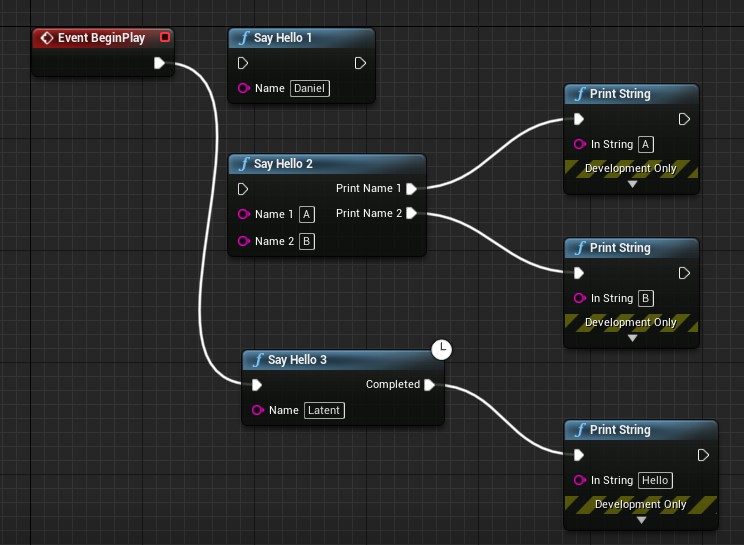 Event BeginPlay
Say Hello 1
Name Daniel
Say Hello 2
Print Name 1
Name 1 A
Print Name 2
Name 2 B
Say Hello 3
Completed
Name Latent
Print String
In String A
Development Only
Print String
In String B
Development Only
Print String
In String Hello
Development Only